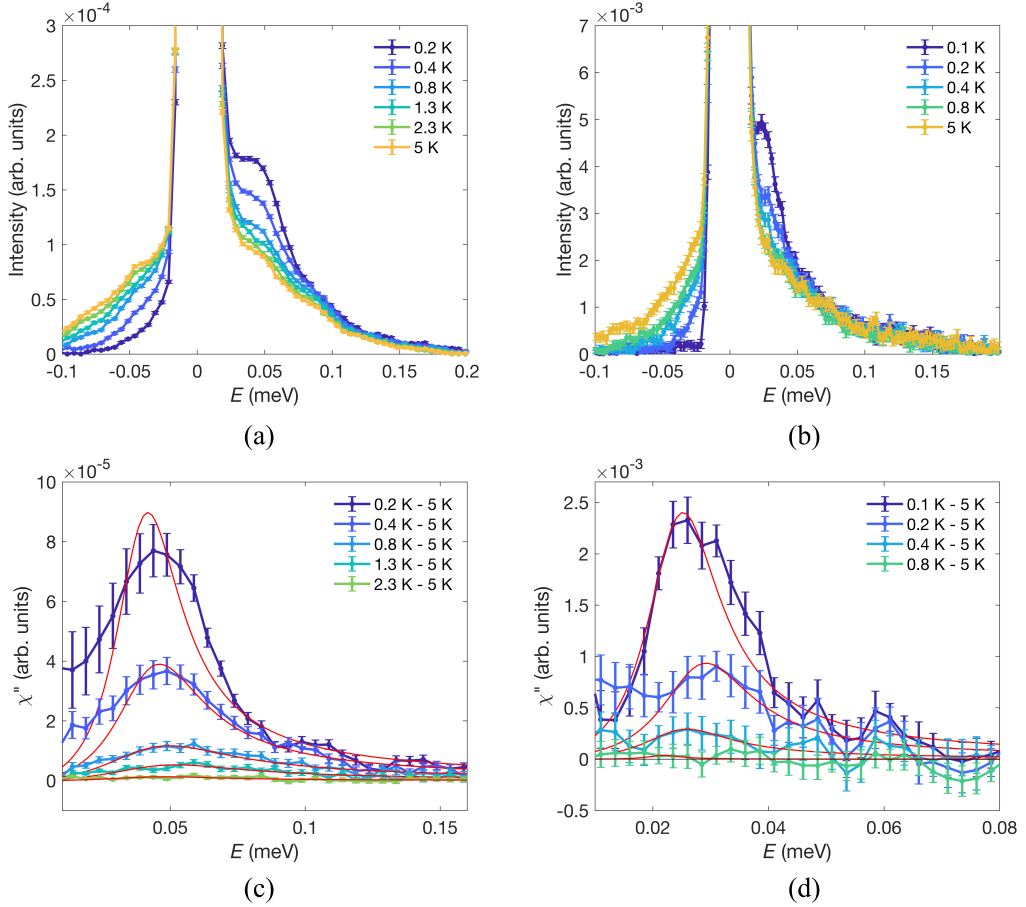 ×10⁻⁴
3
2.5
2
1.5
1
0.5
0
-0.1
-0.05
0
0.05
0.1
0.15
0.2
E (meV)
Intensity (arb. units)
0.2 K
0.4 K
0.8 K
1.3 K
2.3 K
5 K
(a)
×10⁻³
7
6
5
4
3
2
1
0
-0.1
-0.05
0
0.05
0.1
0.15
E (meV)
Intensity (arb. units)
0.1 K
0.2 K
0.4 K
0.8 K
5 K
(b)
×10⁻⁵
10
8
6
4
2
0
0.05
0.1
0.15
E (meV)
χ" (arb. units)
0.2 K - 5 K
0.4 K - 5 K
0.8 K - 5 K
1.3 K - 5 K
2.3 K - 5 K
(c)
×10⁻³
2.5
2
1.5
1
0.5
0
-0.5
0.02
0.04
0.06
0.08
E (meV)
χ" (arb. units)
0.1 K - 5 K
0.2 K - 5 K
0.4 K - 5 K
0.8 K - 5 K
(d)